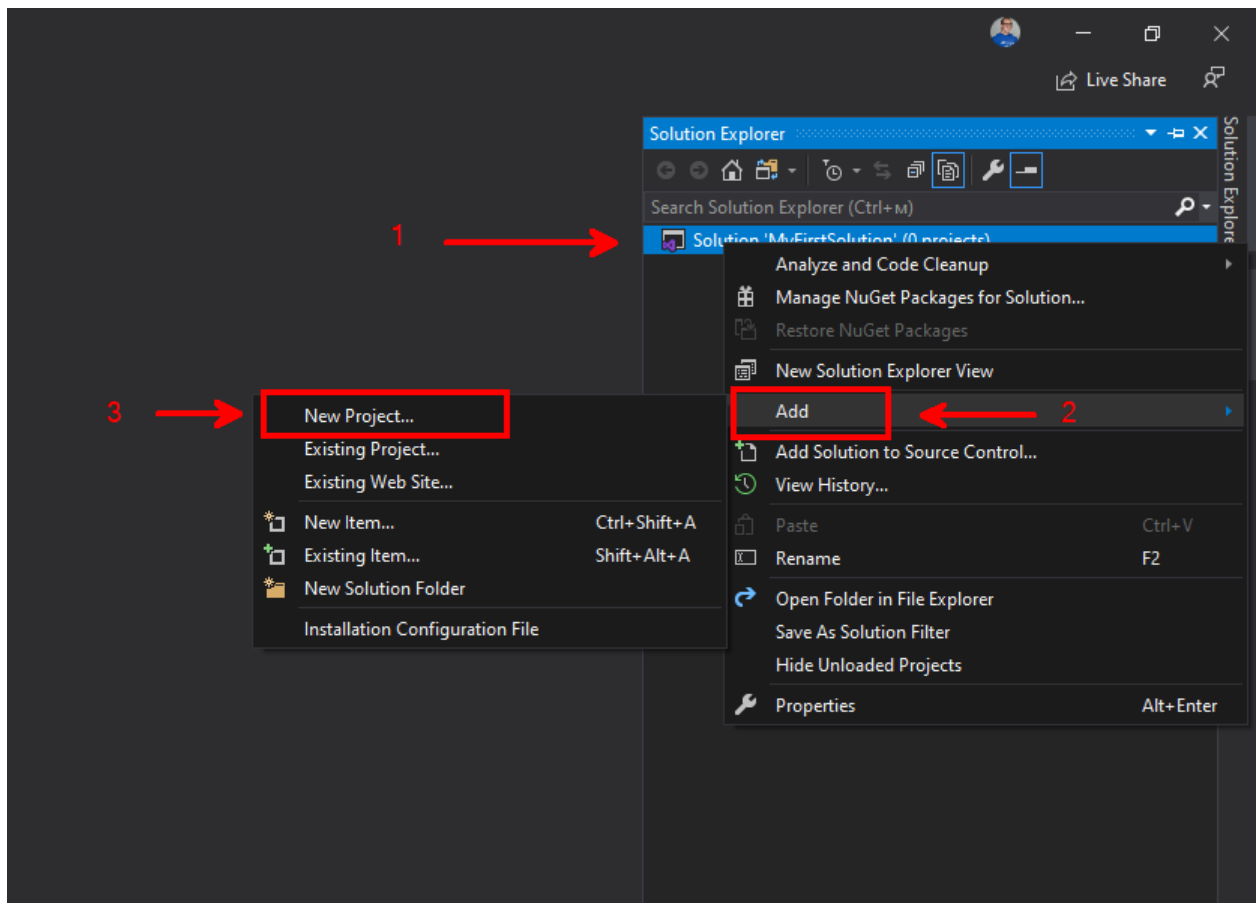 Live Share
Solution Explorer
Search Solution Explorer (Ctrl+м)
Solution Explore
1
Solution 'MyFirstSolution' (0 projects)
Analyze and Code Cleanup
Manage NuGet Packages for Solution...
Restore NuGet Packages
New Solution Explorer View
Add
2
Add Solution to Source Control...
View History...
Paste Ctrl+V
Rename F2
Open Folder in File Explorer
Save As Solution Filter
Hide Unloaded Projects
Properties Alt+Enter
3
New Project...
Existing Project...
Existing Web Site...
New Item... Ctrl+Shift+A
Existing Item... Shift+Alt+A
New Solution Folder
Installation Configuration File